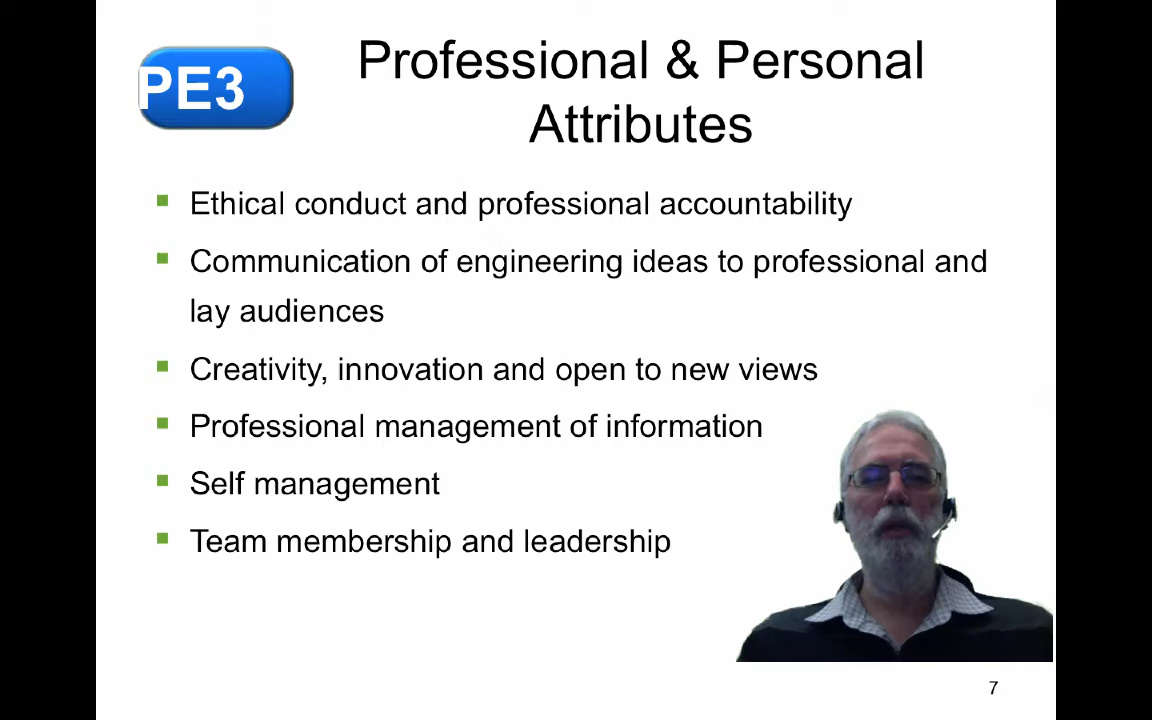 PE3
Professional & Personal
Attributes
Ethical conduct and professional accountability
Communication of engineering ideas to professional and
lay audiences
Creativity, innovation and open to new views
Professional management of information
Self management
Team membership and leadership
7